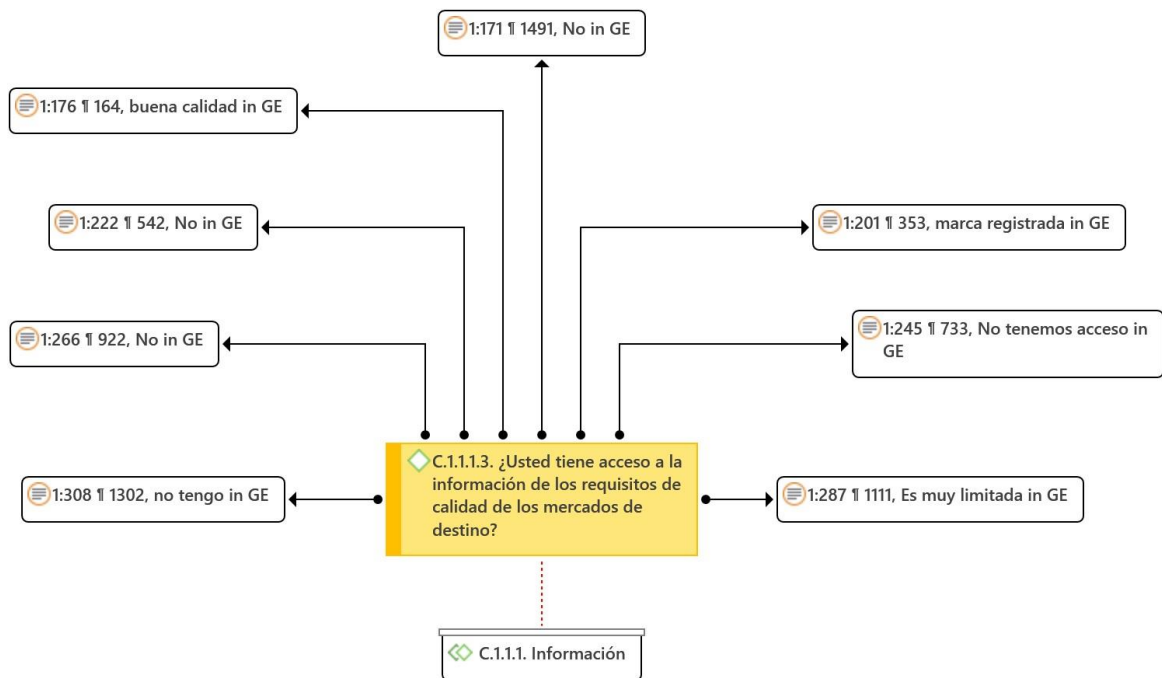 1:171 ¶ 1491, No in GE
1:176 ¶ 164, buena calidad in GE
1:222 ¶ 542, No in GE
1:201 ¶ 353, marca registrada in GE
1:266 ¶ 922, No in GE
1:245 ¶ 733, No tenemos acceso in
GE
C.1.1.1.3. ¿Usted tiene acceso a la
información de los requisitos de
calidad de los mercados de
destino?
1:308 ¶ 1302, no tengo in GE
1:287 ¶ 1111, Es muy limitada in GE
C.1.1.1. Información